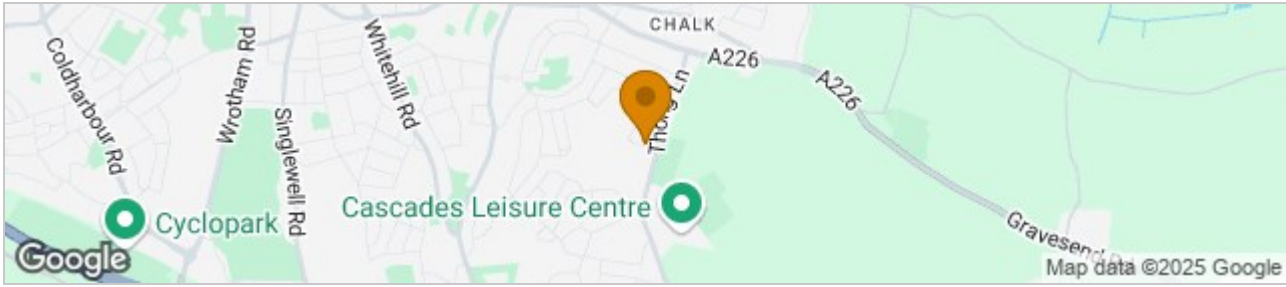 CHALK
A226
A226
Coldharbour Rd
Wrotham Rd
Whitehill Rd
Singlewell Rd
Thong Ln
Cascades Leisure Centre
Cyclopark
Gravesend Rd
Google
Map data ©2025 Google